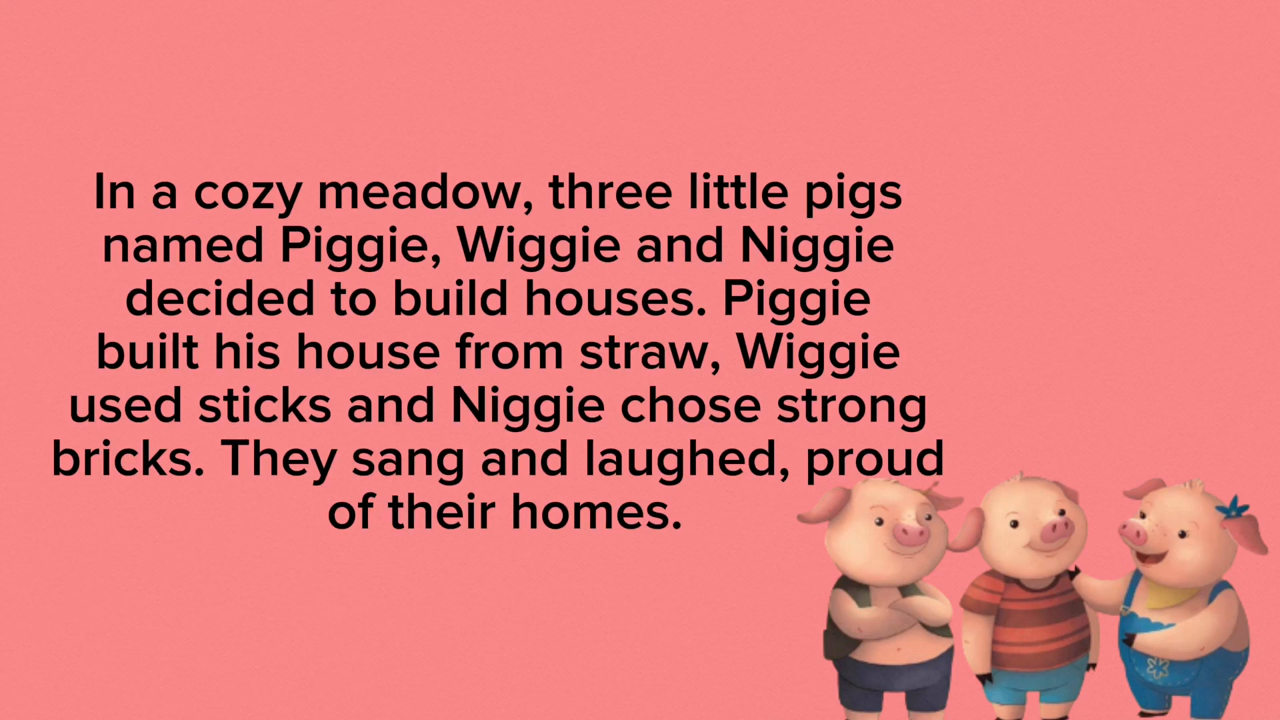 In a cozy meadow, three little pigs
named Piggie, Wiggie and Niggie
decided to build houses. Piggie
built his house from straw, Wiggie
used sticks and Niggie chose strong
bricks. They sang and laughed, proud
of their homes.